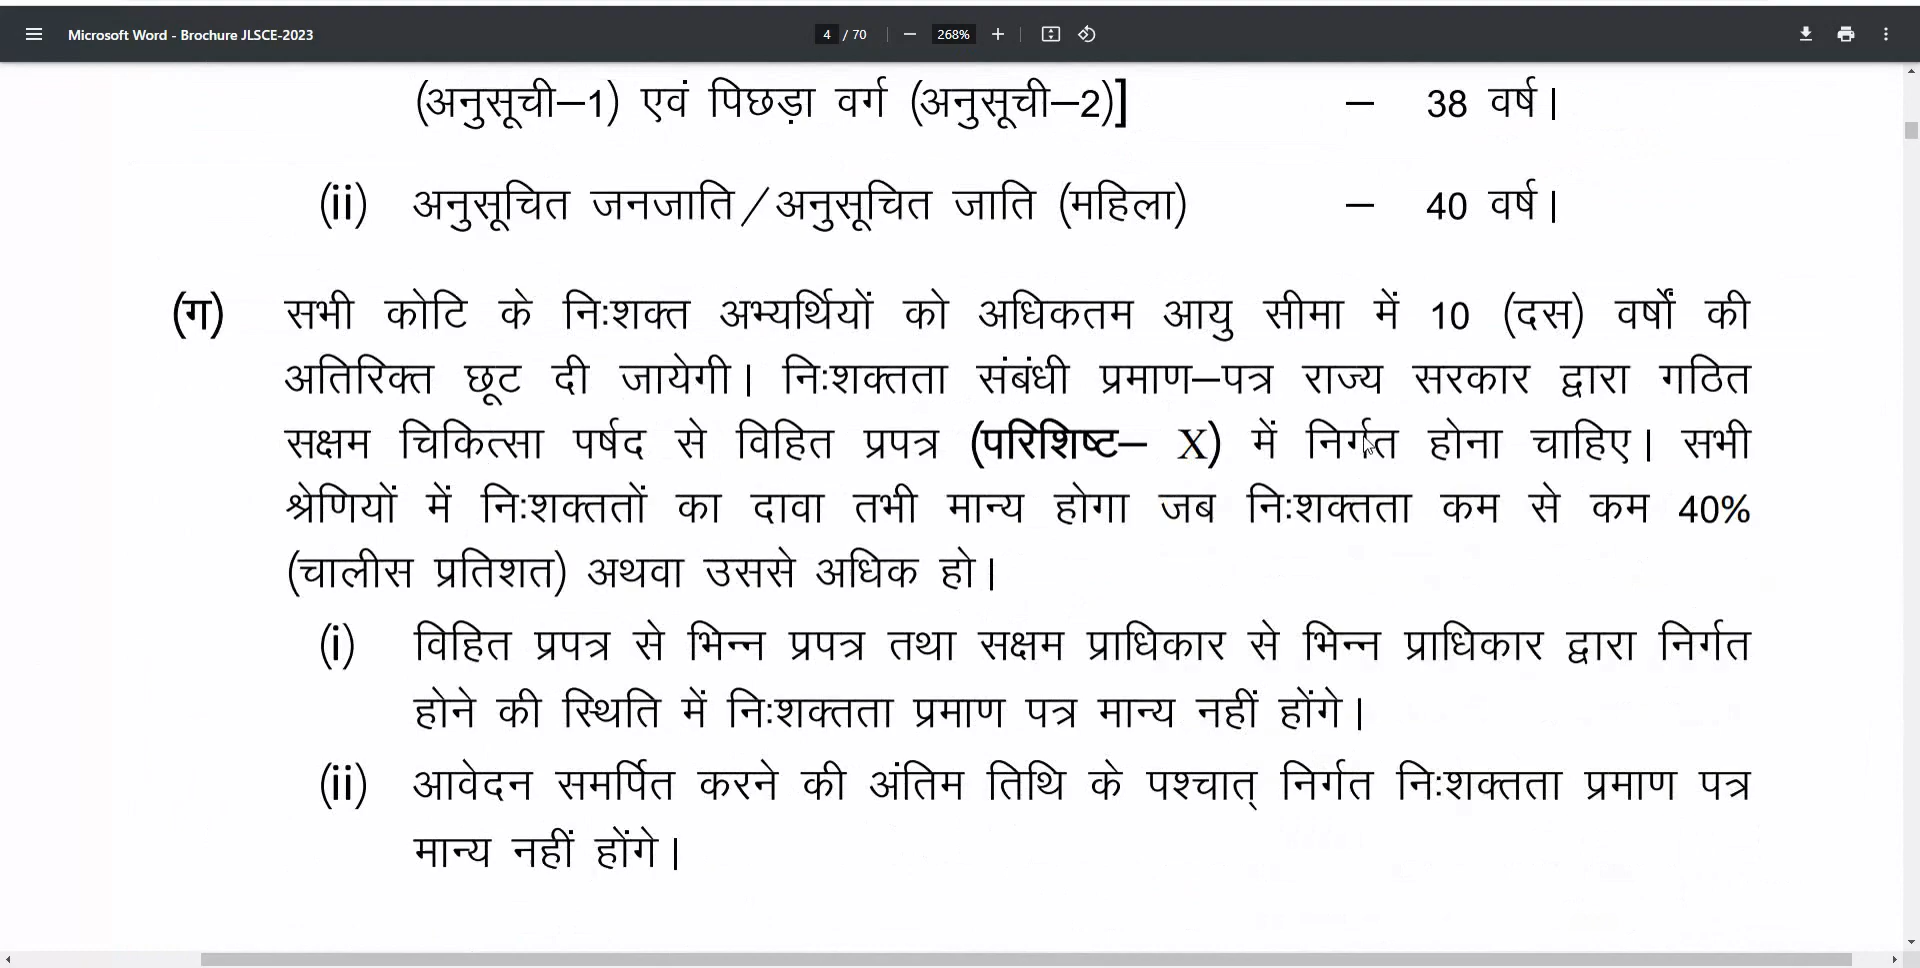 Microsoft Word - Brochure JLSCE-2023 4 / 70 268%
(अनुसूची–1) एवं पिछड़ा वर्ग (अनुसूची–2)] – 38 वर्ष।
(ii) अनुसूचित जनजाति/अनुसूचित जाति (महिला) – 40 वर्ष।
(ग) सभी कोटि के निःशक्त अभ्यर्थियों को अधिकतम आयु सीमा में 10 (दस) वर्षों की
अतिरिक्त छूट दी जायेगी। निःशक्तता संबंधी प्रमाण–पत्र राज्य सरकार द्वारा गठित
सक्षम चिकित्सा पर्षद से विहित प्रपत्र (परिशिष्ट– X) में निर्गत होना चाहिए। सभी
श्रेणियों में निःशक्ततों का दावा तभी मान्य होगा जब निःशक्तता कम से कम 40%
(चालीस प्रतिशत) अथवा उससे अधिक हो।
(i) विहित प्रपत्र से भिन्न प्रपत्र तथा सक्षम प्राधिकार से भिन्न प्राधिकार द्वारा निर्गत
होने की स्थिति में निःशक्तता प्रमाण पत्र मान्य नहीं होंगे।
(ii) आवेदन समर्पित करने की अंतिम तिथि के पश्चात् निर्गत निःशक्तता प्रमाण पत्र
मान्य नहीं होंगे।